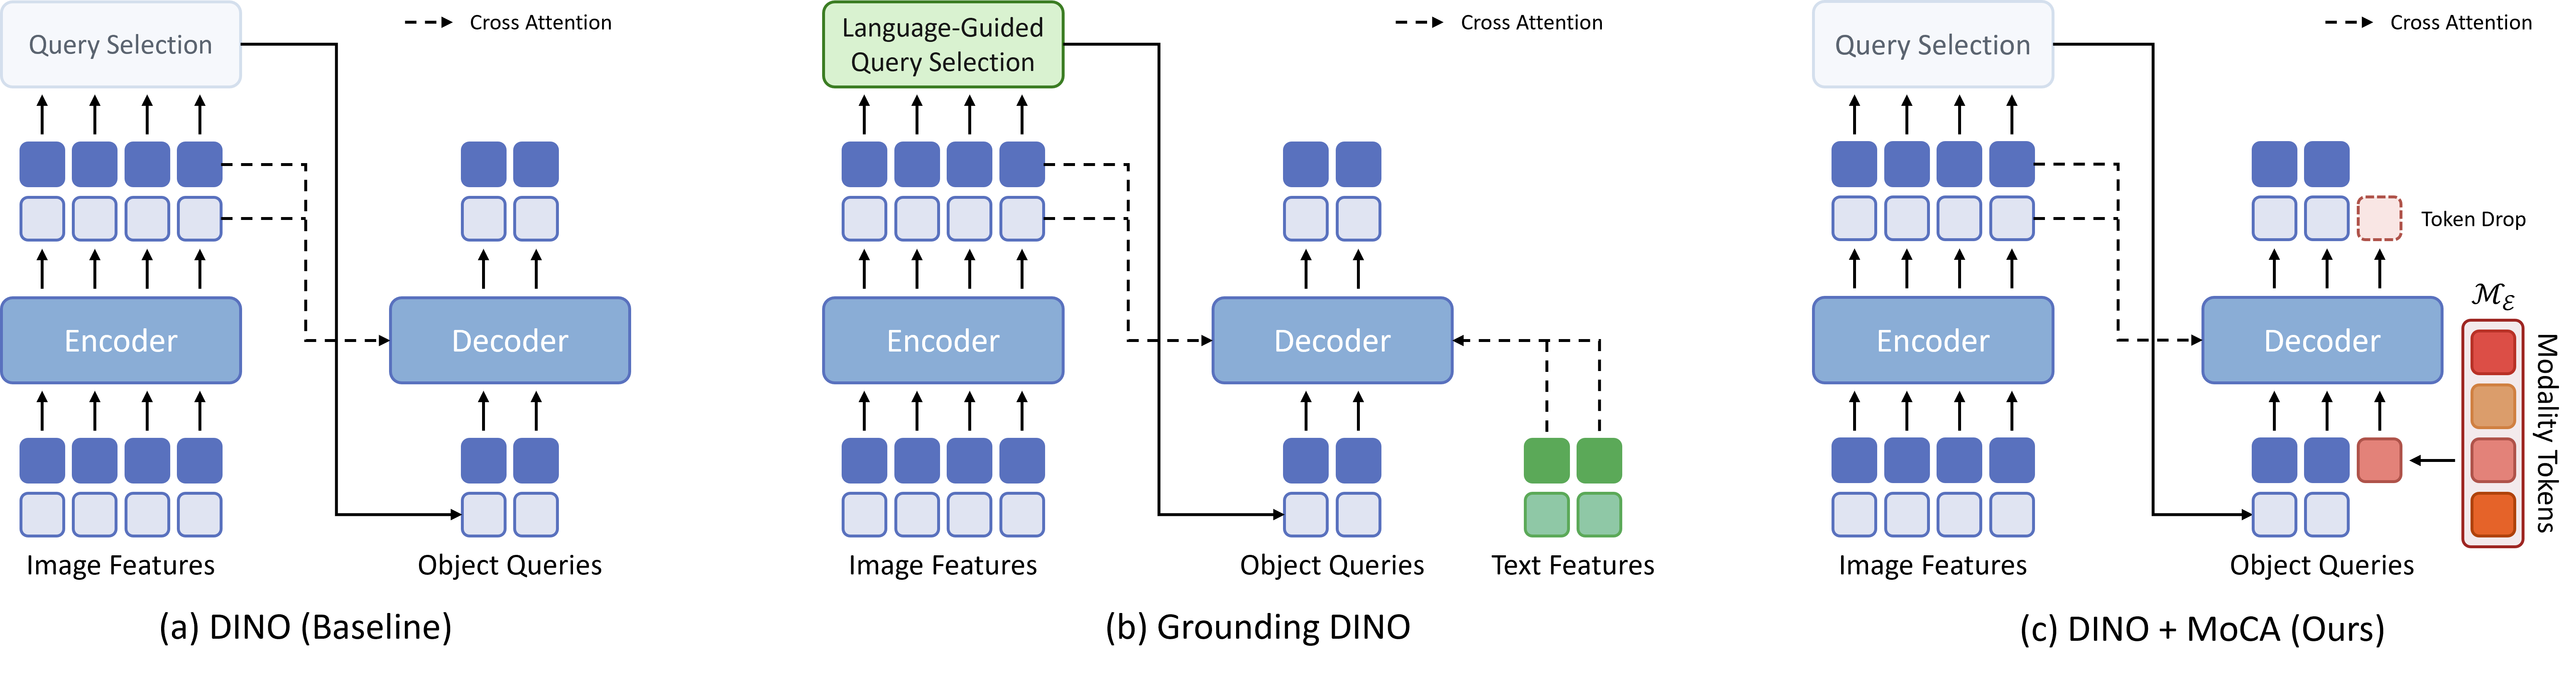 Query Selection
Cross Attention
Encoder
Decoder
Image Features
Object Queries
(a) DINO (Baseline)
Language-Guided
Query Selection
Cross Attention
Encoder
Decoder
Image Features
Object Queries
Text Features
(b) Grounding DINO
Query Selection
Cross Attention
Token Drop
Encoder
Decoder
ℳ_ℰ
Modality Tokens
Image Features
Object Queries
(c) DINO + MoCA (Ours)